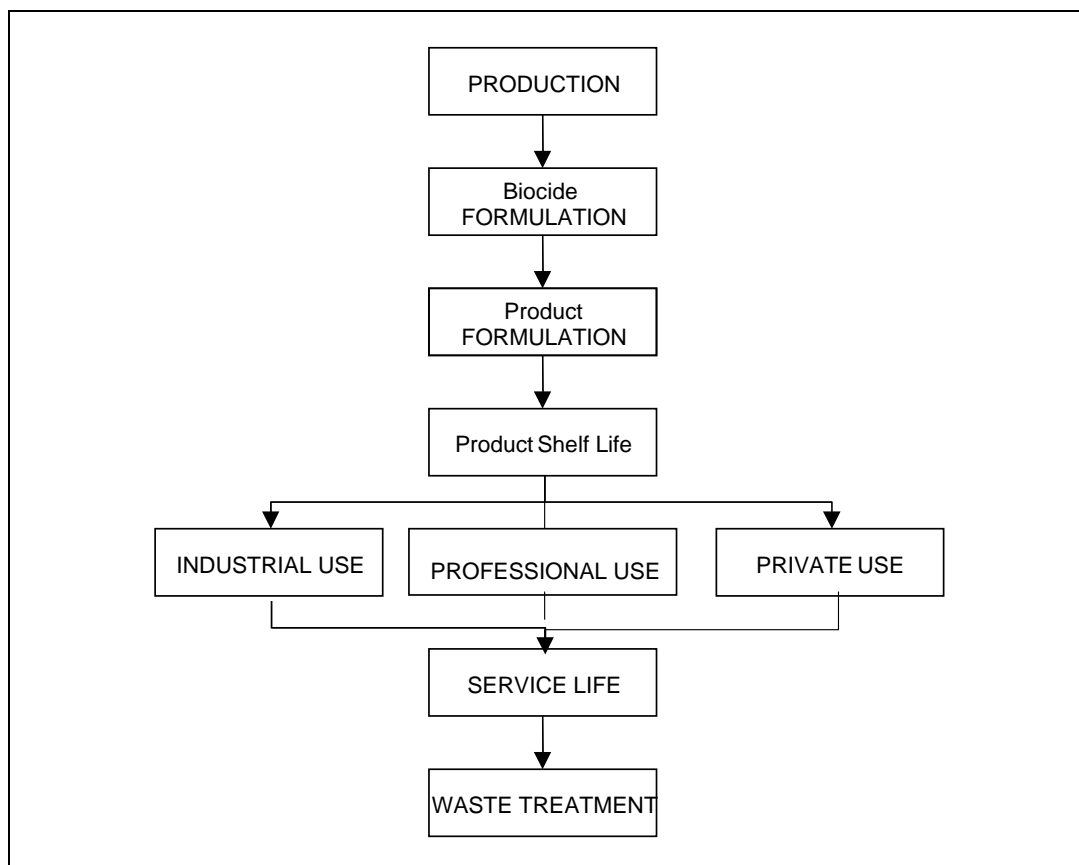 PRODUCTION
Biocide
FORMULATION
Product
FORMULATION
Product Shelf Life
INDUSTRIAL USE
PROFESSIONAL USE
PRIVATE USE
SERVICE LIFE
WASTE TREATMENT